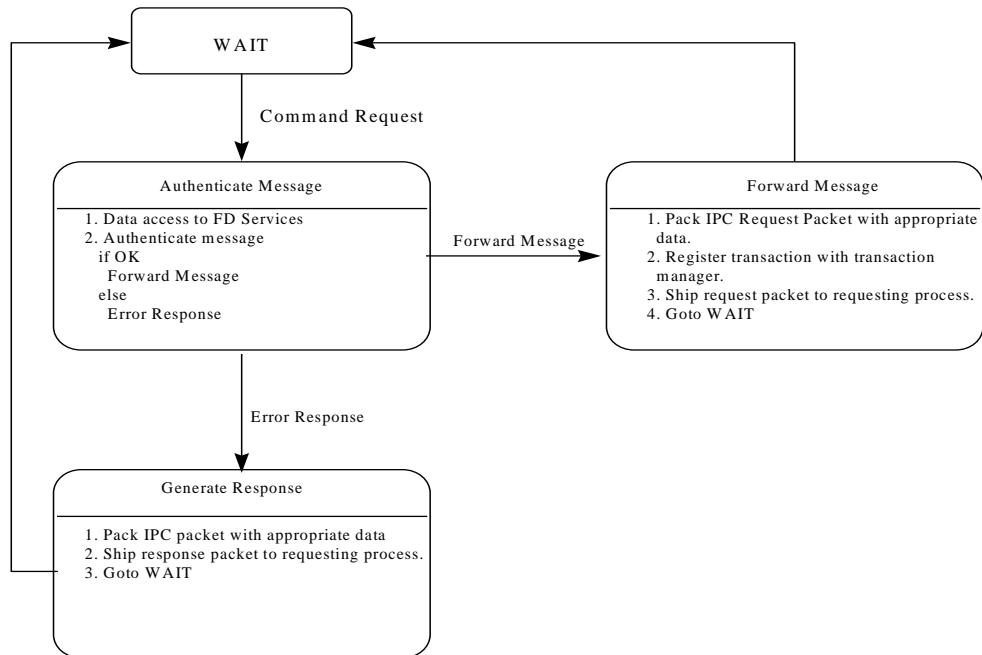 WAIT
Command Request
Authenticate Message
1. Data access to FD Services
2. Authenticate message
if OK
Forward Message
else
Error Response
Forward Message
Forward Message
1. Pack IPC Request Packet with appropriate
data.
2. Register transaction with transaction
manager.
3. Ship request packet to requesting process.
4. Goto WAIT
Error Response
Generate Response
1. Pack IPC packet with appropriate data
2. Ship response packet to requesting process.
3. Goto WAIT